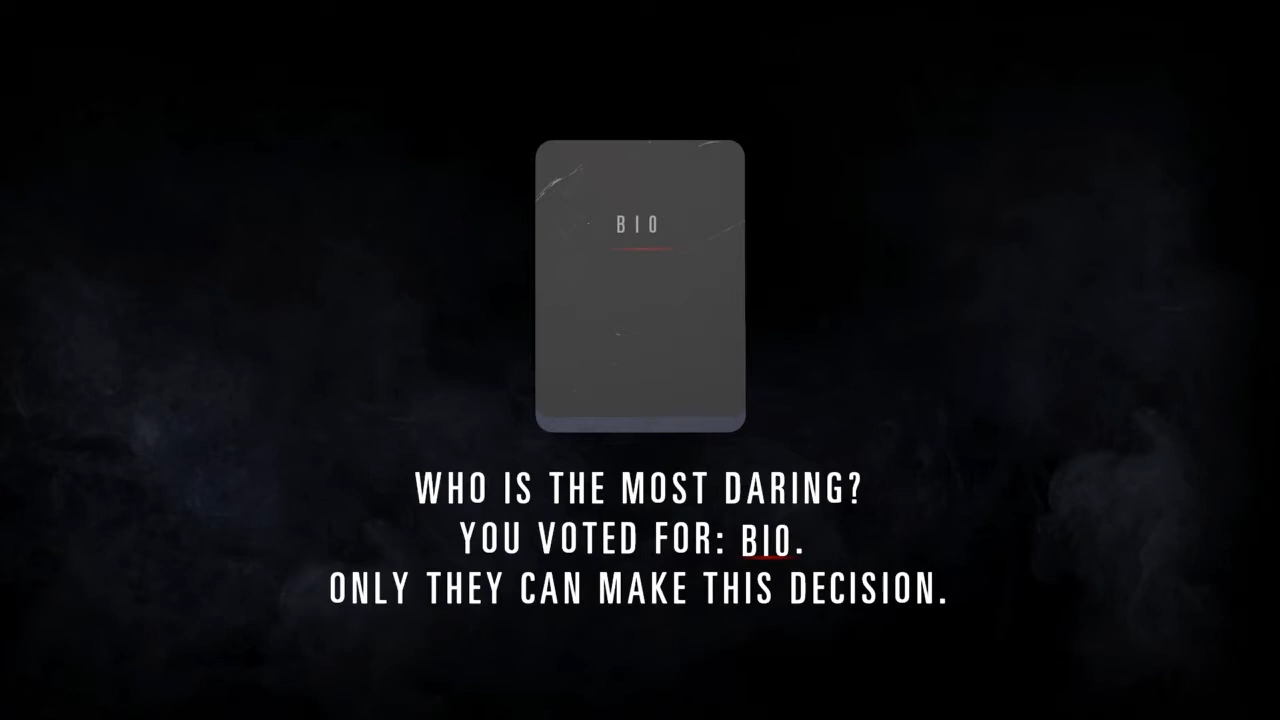 BIO
WHO IS THE MOST DARING?
YOU VOTED FOR: BIO.
ONLY THEY CAN MAKE THIS DECISION.